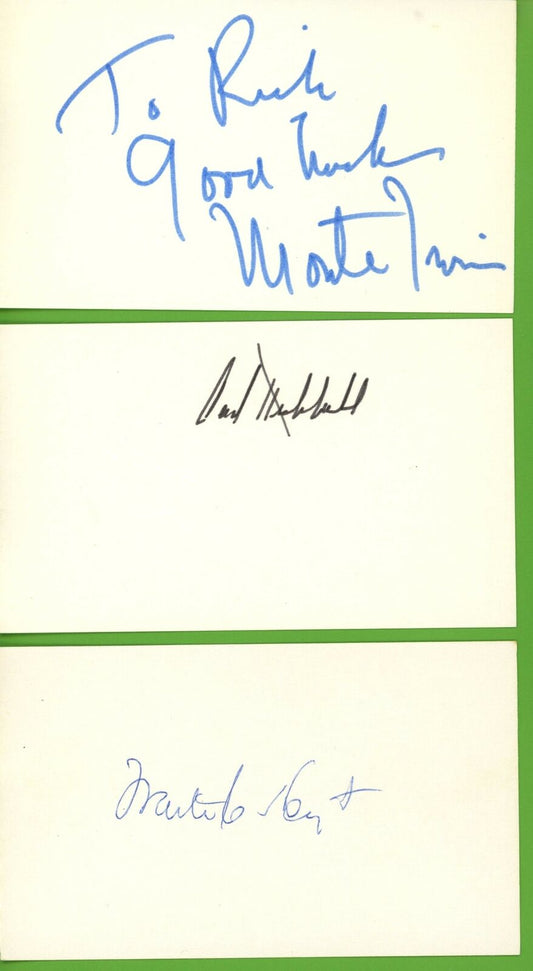 To Rick
Good luck
Monte Irvin
Carl Hubbell
Waite C Hoyt